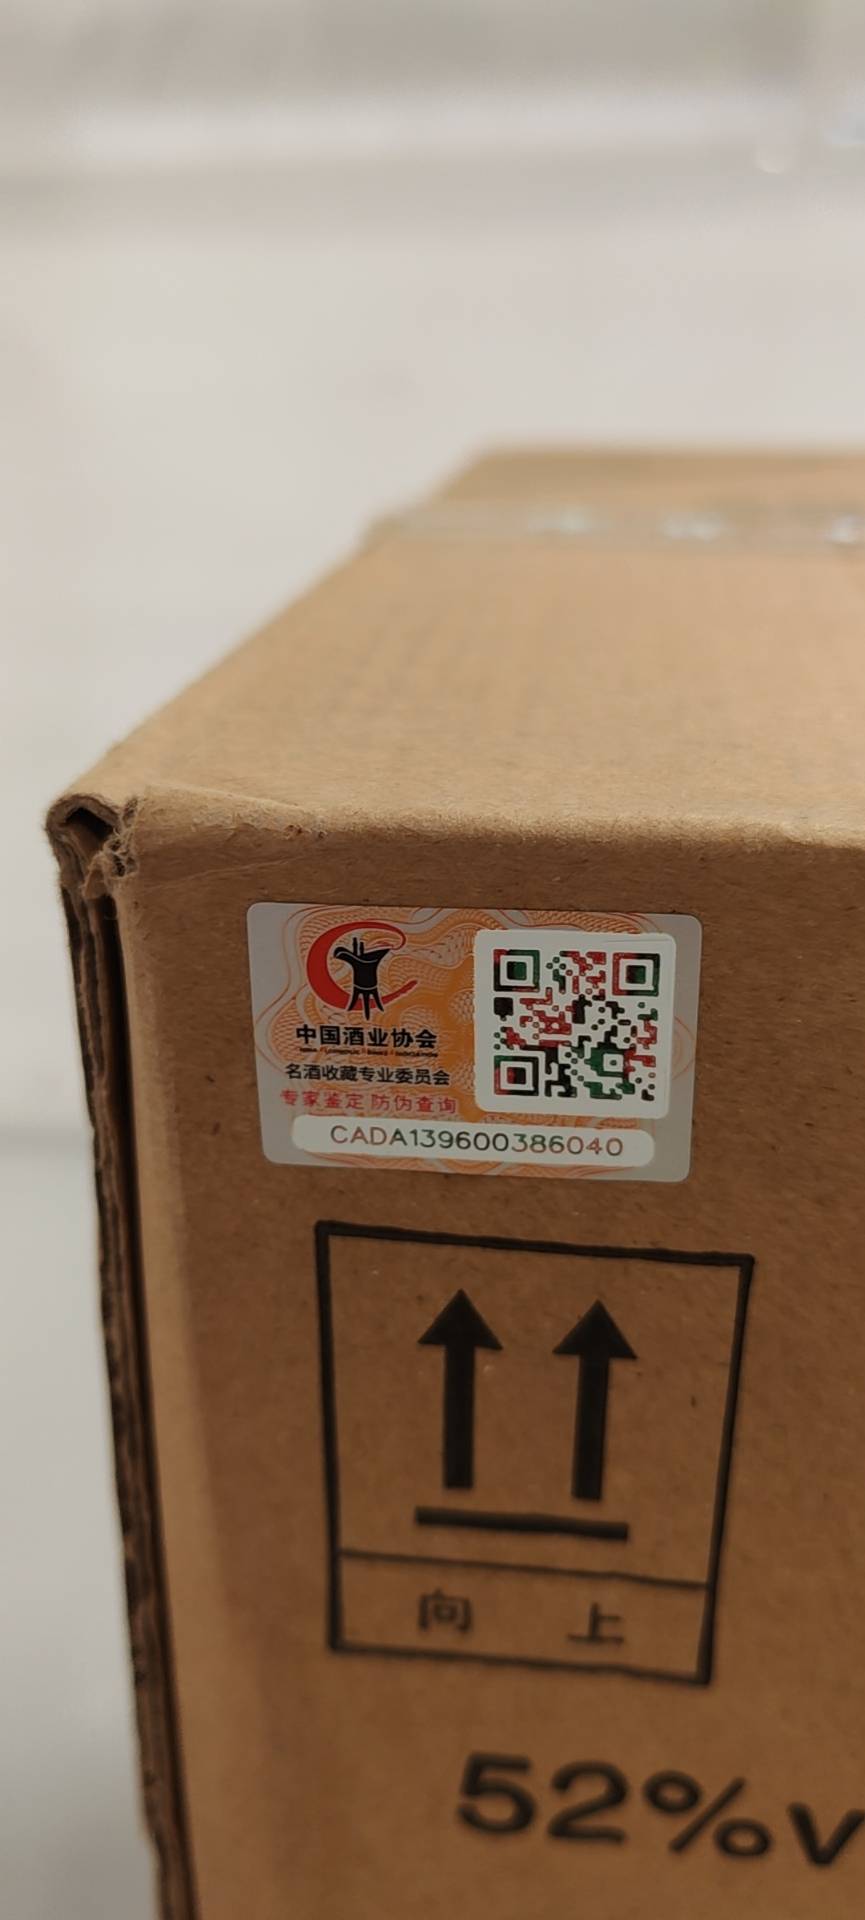 中国酒业协会
名酒收藏专业委员会
专家鉴定 防伪查询
CADA139600386040
向上
52%v